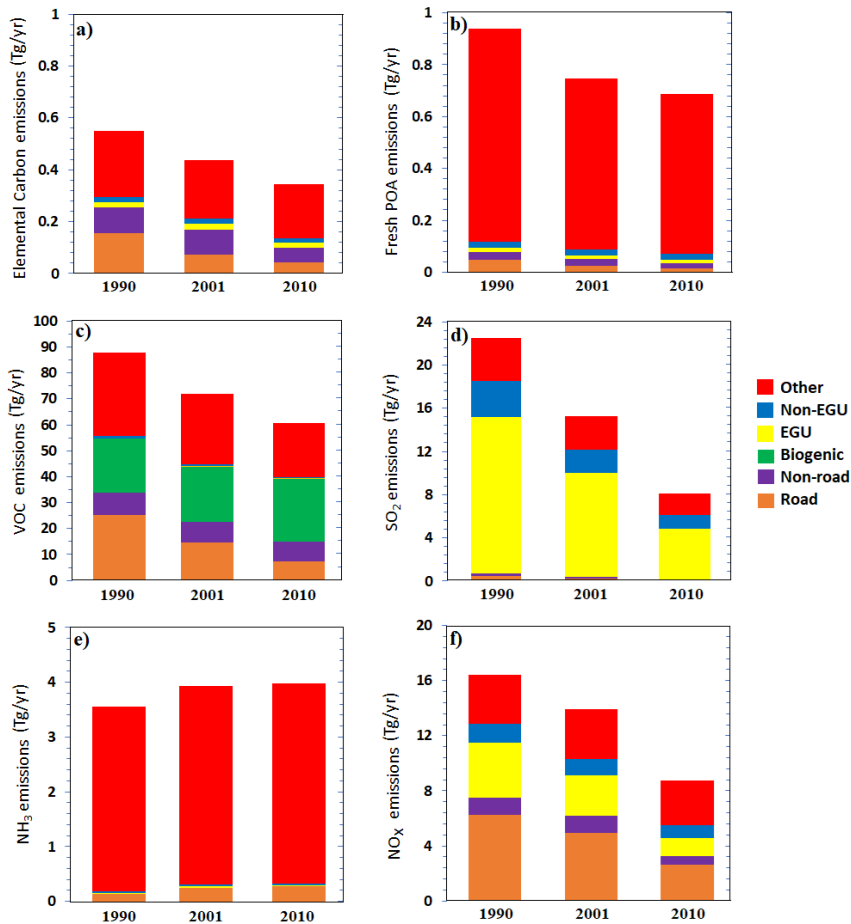 a)
Elemental Carbon emissions (Tg/yr)
1
0.8
0.6
0.4
0.2
0
1990 2001 2010
b)
Fresh POA emissions (Tg/yr)
1
0.8
0.6
0.4
0.2
0
1990 2001 2010
c)
VOC emissions (Tg/yr)
100
90
80
70
60
50
40
30
20
10
0
1990 2001 2010
d)
SO2 emissions (Tg/yr)
24
20
16
12
8
4
0
1990 2001 2010
Other
Non-EGU
EGU
Biogenic
Non-road
Road
e)
NH3 emissions (Tg/yr)
5
4
3
2
1
0
1990 2001 2010
f)
NOX emissions (Tg/yr)
20
16
12
8
4
0
1990 2001 2010